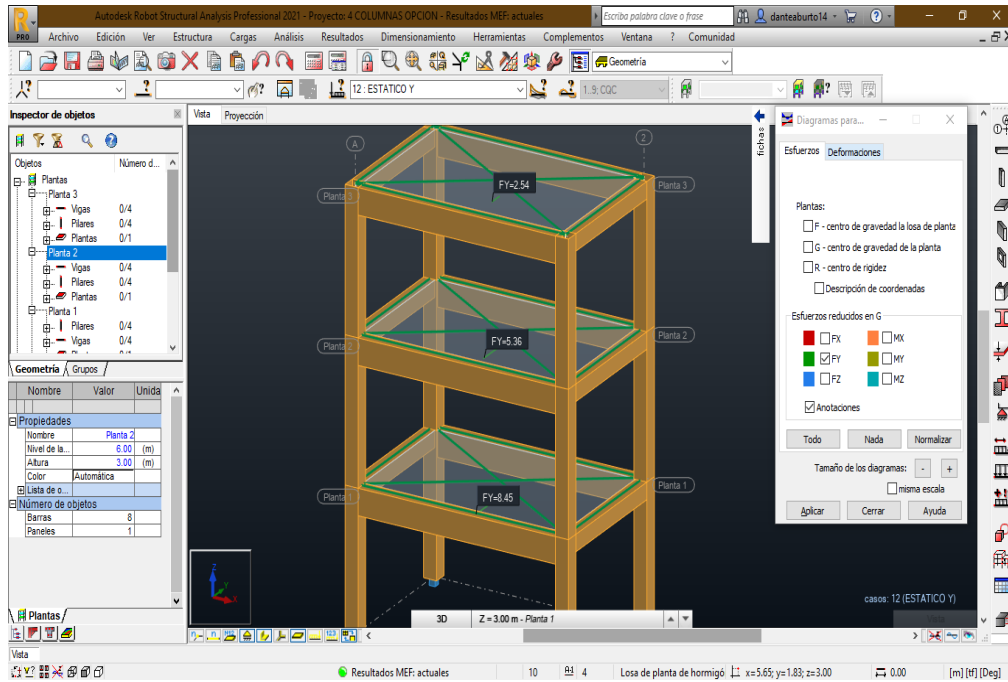 Autodesk Robot Structural Analysis Professional 2021 - Proyecto: 4 COLUMNAS OPCION - Resultados MEF: actuales
Escriba palabra clave o frase
danteaburto14
PRO
Archivo Edición Ver Estructura Cargas Análisis Resultados Dimensionamiento Herramientas Complementos Ventana ? Comunidad
Geometría
12 : ESTATICO Y
1..9; CQC
Inspector de objetos
Objetos Número d...
Plantas
Planta 3
Vigas 0/4
Pilares 0/4
Plantas 0/1
Planta 2
Vigas 0/4
Pilares 0/4
Plantas 0/1
Planta 1
Pilares 0/4
Vigas 0/4
Geometría Grupos
Nombre Valor Unida
Propiedades
Nombre Planta 2
Nivel de la... 6.00 (m)
Altura 3.00 (m)
Color Automática
Lista de o...
Número de objetos
Barras 8
Paneles 1
Plantas
Vista
Vista Proyección
fichas
A
2
Planta 3
Planta 3
FY=2.54
Planta 2
Planta 2
FY=5.36
Planta 1
Planta 1
FY=8.45
Z
Y
X
casos: 12 (ESTATICO Y)
3D Z = 3.00 m - Planta 1
Vista
Diagramas para...
Esfuerzos Deformaciones
Plantas:
F - centro de gravedad la losa de planta
G - centro de gravedad de la planta
R - centro de rigidez
Descripción de coordenadas
Esfuerzos reducidos en G
FX MX
FY MY
FZ MZ
Anotaciones
Todo Nada Normalizar
Tamaño de los diagramas: - +
misma escala
Aplicar Cerrar Ayuda
Resultados MEF: actuales 10 4 Losa de planta de hormigó x=5.65; y=1.83; z=3.00 0.00 [m] [tf] [Deg]